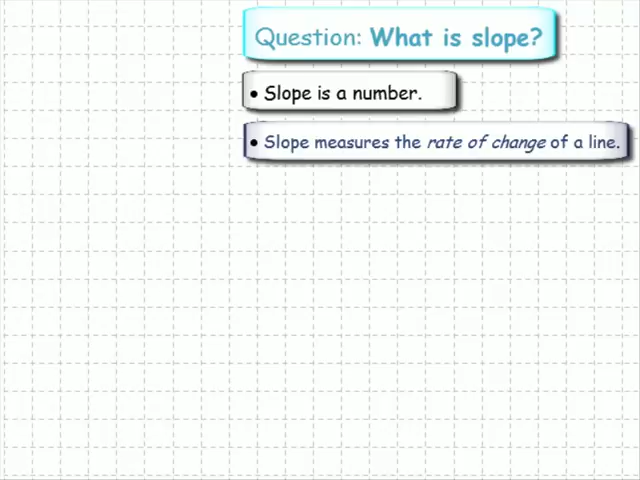 Question: What is slope?
• Slope is a number.
• Slope measures the rate of change of a line.